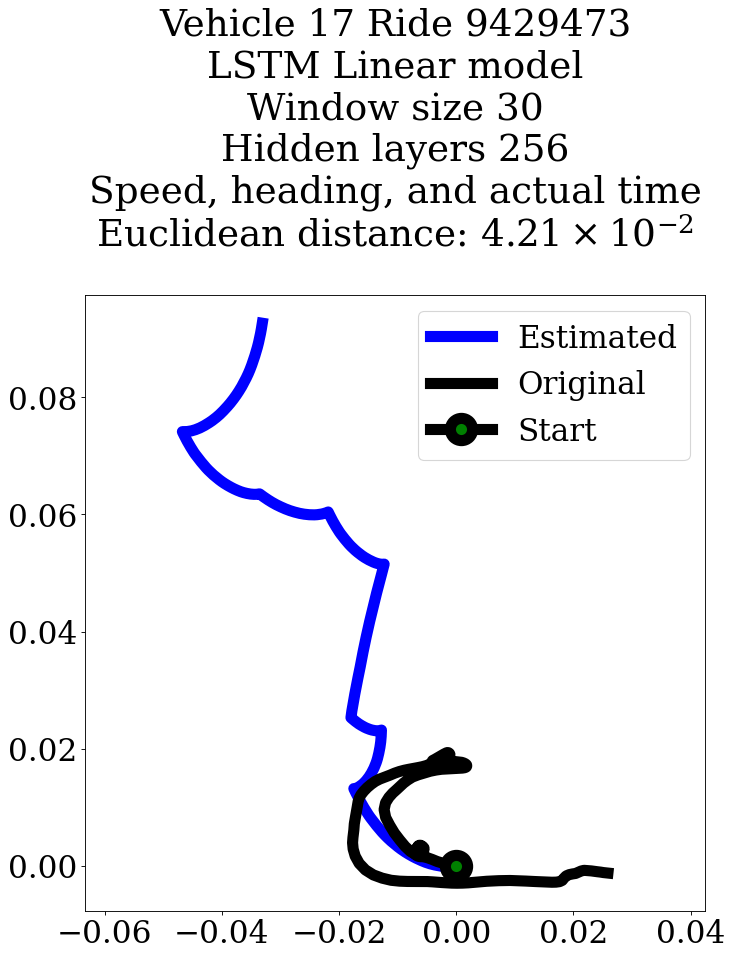 Vehicle 17 Ride 9429473
LSTM Linear model
Window size 30
Hidden layers 256
Speed, heading, and actual time
Euclidean distance: 4.21 × 10⁻²
Estimated
Original
Start
0.08
0.06
0.04
0.02
0.00
−0.06 −0.04 −0.02 0.00 0.02 0.04